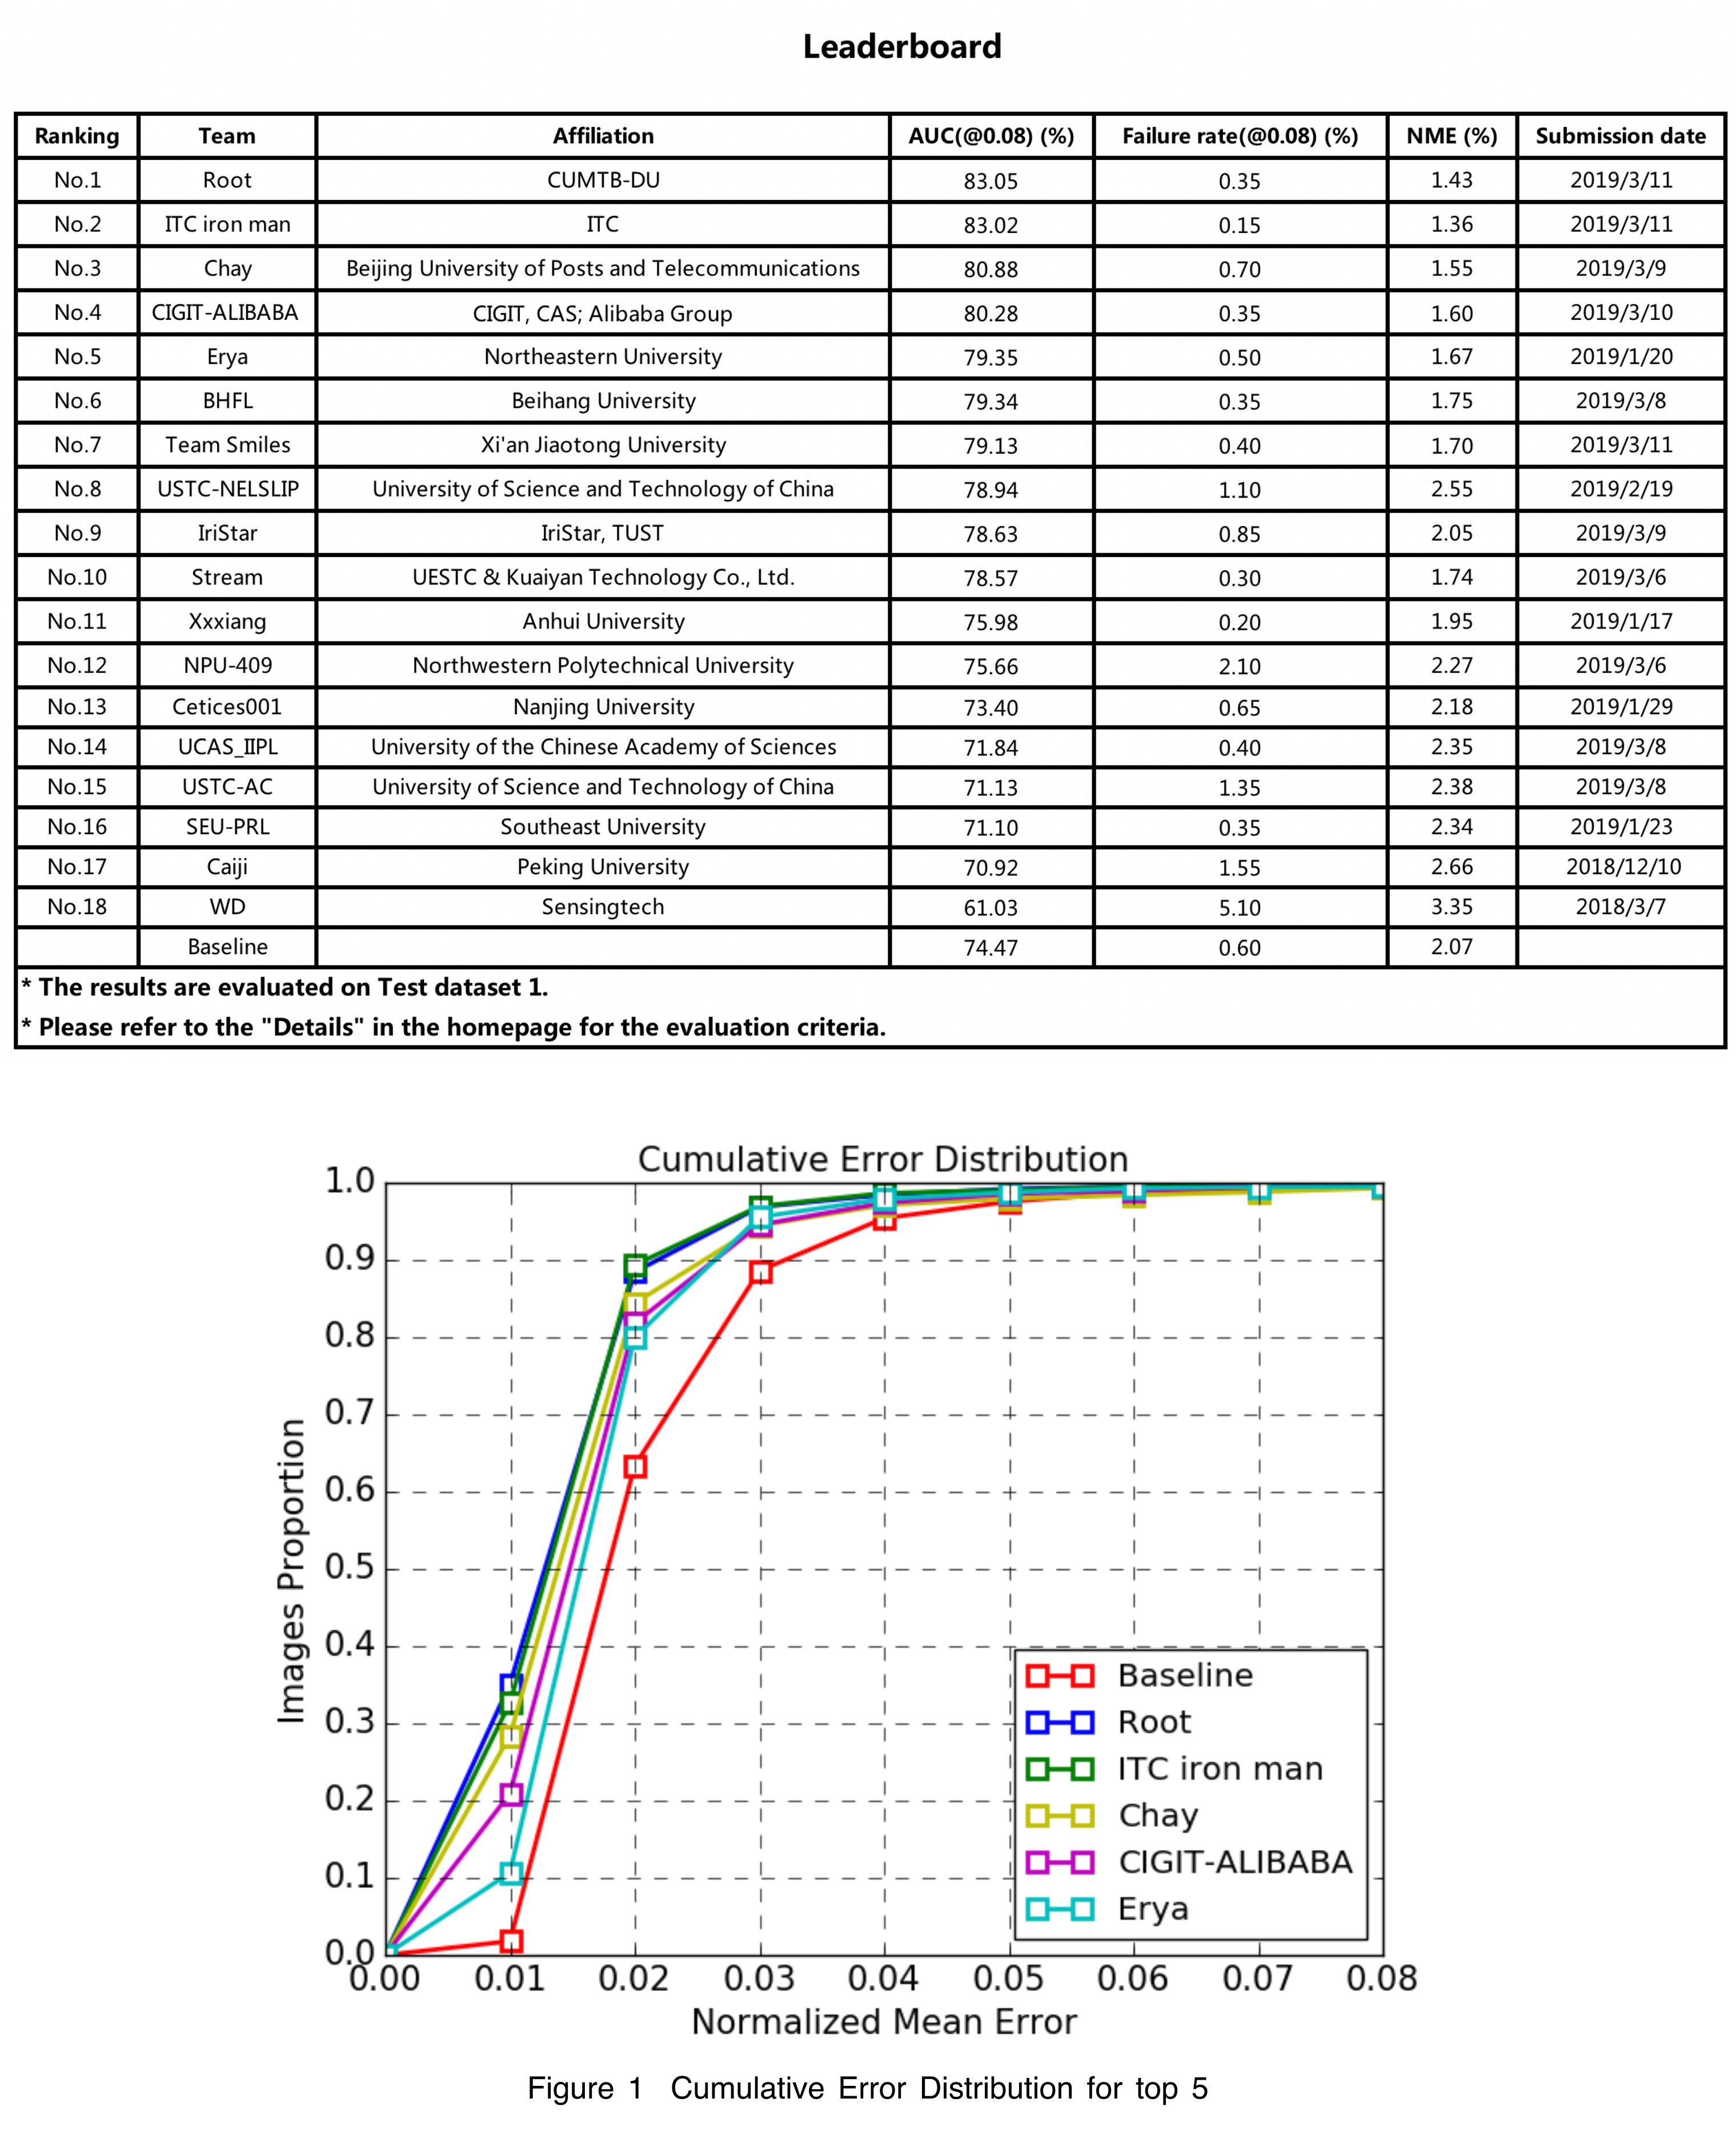 Leaderboard
Ranking Team Affiliation AUC(@0.08) (%) Failure rate(@0.08) (%) NME (%) Submission date
No.1 Root CUMTB-DU 83.05 0.35 1.43 2019/3/11
No.2 ITC iron man ITC 83.02 0.15 1.36 2019/3/11
No.3 Chay Beijing University of Posts and Telecommunications 80.88 0.70 1.55 2019/3/9
No.4 CIGIT-ALIBABA CIGIT, CAS; Alibaba Group 80.28 0.35 1.60 2019/3/10
No.5 Erya Northeastern University 79.35 0.50 1.67 2019/1/20
No.6 BHFL Beihang University 79.34 0.35 1.75 2019/3/8
No.7 Team Smiles Xi'an Jiaotong University 79.13 0.40 1.70 2019/3/11
No.8 USTC-NELSLIP University of Science and Technology of China 78.94 1.10 2.55 2019/2/19
No.9 IriStar IriStar, TUST 78.63 0.85 2.05 2019/3/9
No.10 Stream UESTC & Kuaiyan Technology Co., Ltd. 78.57 0.30 1.74 2019/3/6
No.11 Xxxiang Anhui University 75.98 0.20 1.95 2019/1/17
No.12 NPU-409 Northwestern Polytechnical University 75.66 2.10 2.27 2019/3/6
No.13 Cetices001 Nanjing University 73.40 0.65 2.18 2019/1/29
No.14 UCAS_IIPL University of the Chinese Academy of Sciences 71.84 0.40 2.35 2019/3/8
No.15 USTC-AC University of Science and Technology of China 71.13 1.35 2.38 2019/3/8
No.16 SEU-PRL Southeast University 71.10 0.35 2.34 2019/1/23
No.17 Caiji Peking University 70.92 1.55 2.66 2018/12/10
No.18 WD Sensingtech 61.03 5.10 3.35 2018/3/7
Baseline 74.47 0.60 2.07
* The results are evaluated on Test dataset 1.
* Please refer to the "Details" in the homepage for the evaluation criteria.
Cumulative Error Distribution
1.0
0.9
0.8
0.7
0.6
0.5
0.4
0.3
0.2
0.1
0.0
Images Proportion
Baseline
Root
ITC iron man
Chay
CIGIT-ALIBABA
Erya
0.00 0.01 0.02 0.03 0.04 0.05 0.06 0.07 0.08
Normalized Mean Error
Figure 1 Cumulative Error Distribution for top 5